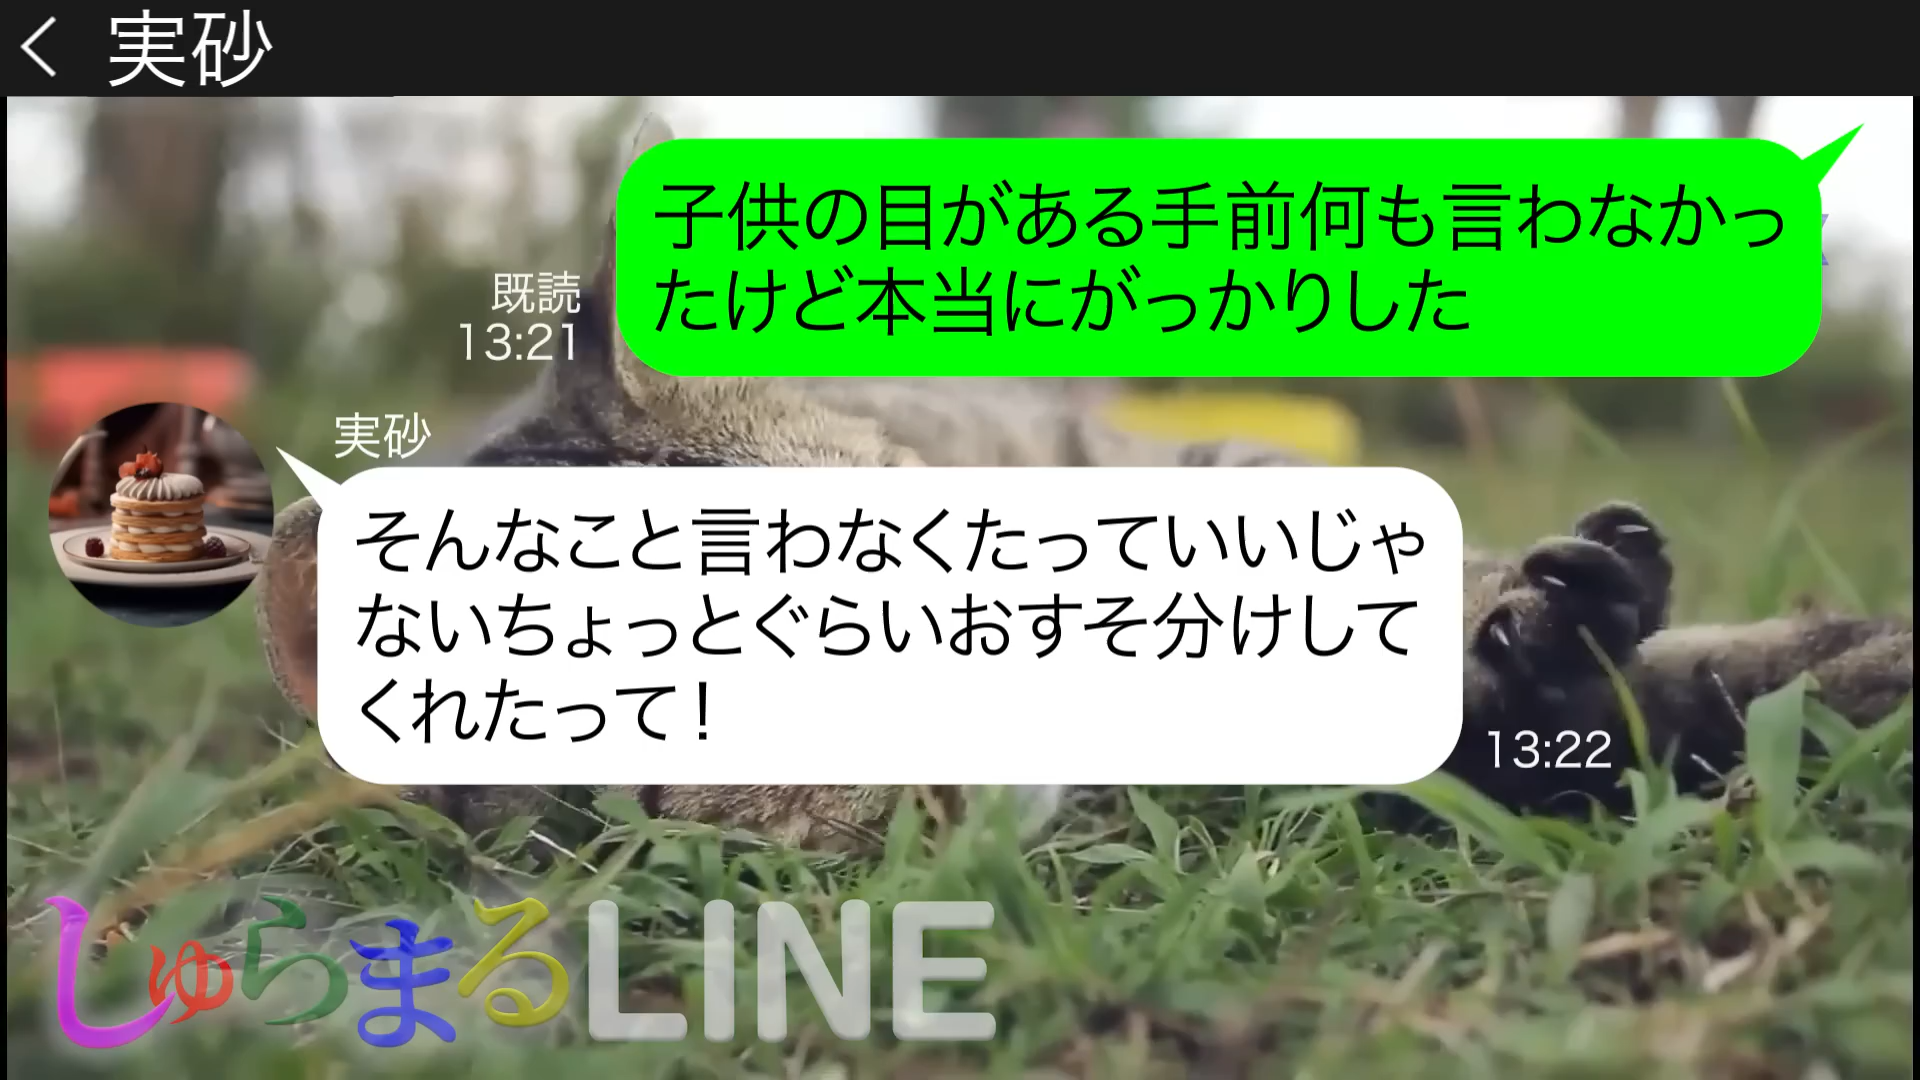 実砂
子供の目がある手前何も言わなかっ
たけど本当にがっかりした
既読
13:21
実砂
そんなこと言わなくたっていいじゃ
ないちょっとぐらいおすそ分けして
くれたって!
13:22
しゅらまるLINE